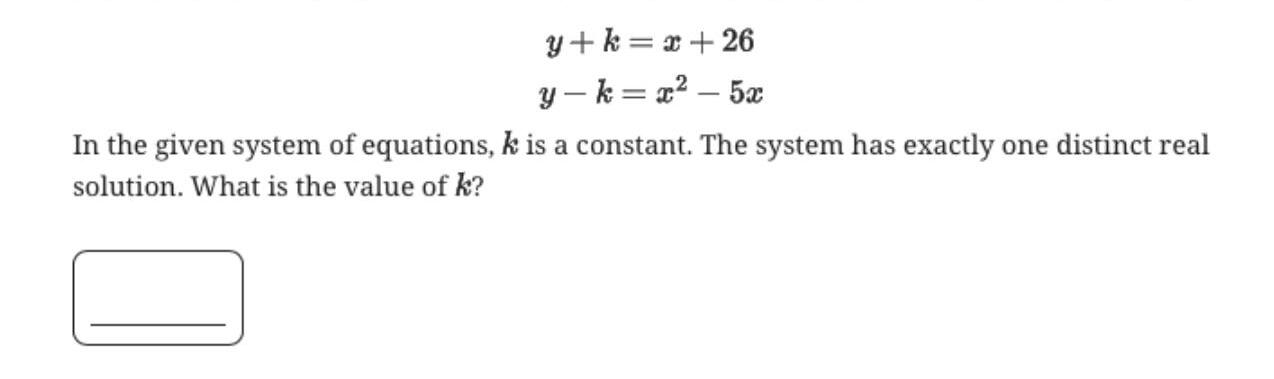 y + k = x + 26
y − k = x² − 5x
In the given system of equations, k is a constant. The system has exactly one distinct real
solution. What is the value of k?